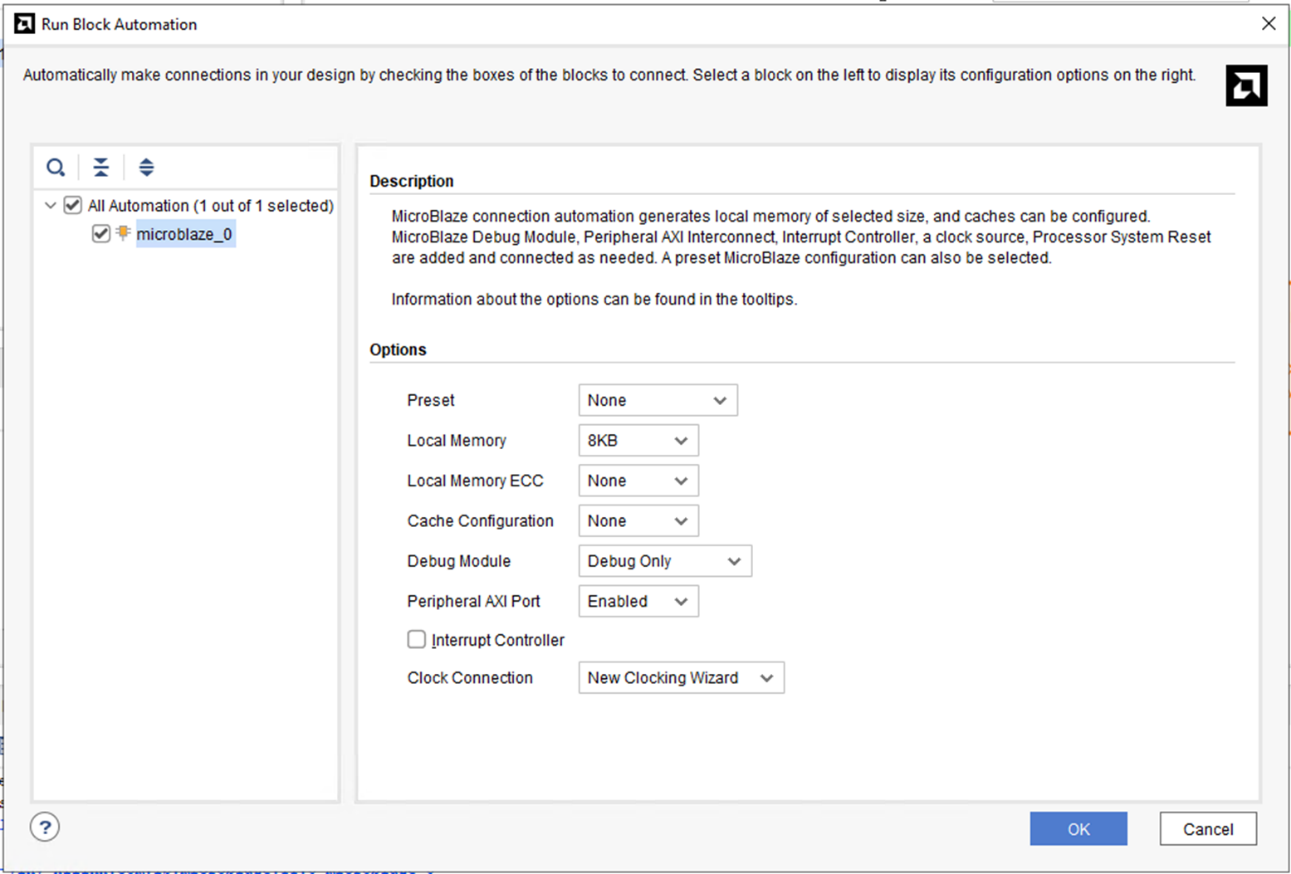 Run Block Automation
Automatically make connections in your design by checking the boxes of the blocks to connect. Select a block on the left to display its configuration options on the right.
All Automation (1 out of 1 selected)
microblaze_0
Description
MicroBlaze connection automation generates local memory of selected size, and caches can be configured.
MicroBlaze Debug Module, Peripheral AXI Interconnect, Interrupt Controller, a clock source, Processor System Reset
are added and connected as needed. A preset MicroBlaze configuration can also be selected.
Information about the options can be found in the tooltips.
Options
Preset None
Local Memory 8KB
Local Memory ECC None
Cache Configuration None
Debug Module Debug Only
Peripheral AXI Port Enabled
Interrupt Controller
Clock Connection New Clocking Wizard
? OK Cancel